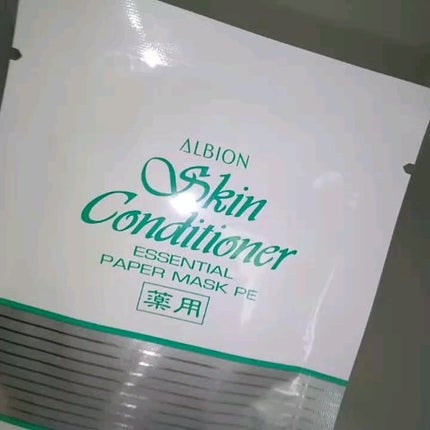 ALBION
Skin
Conditioner
ESSENTIAL
PAPER MASK PE
薬用